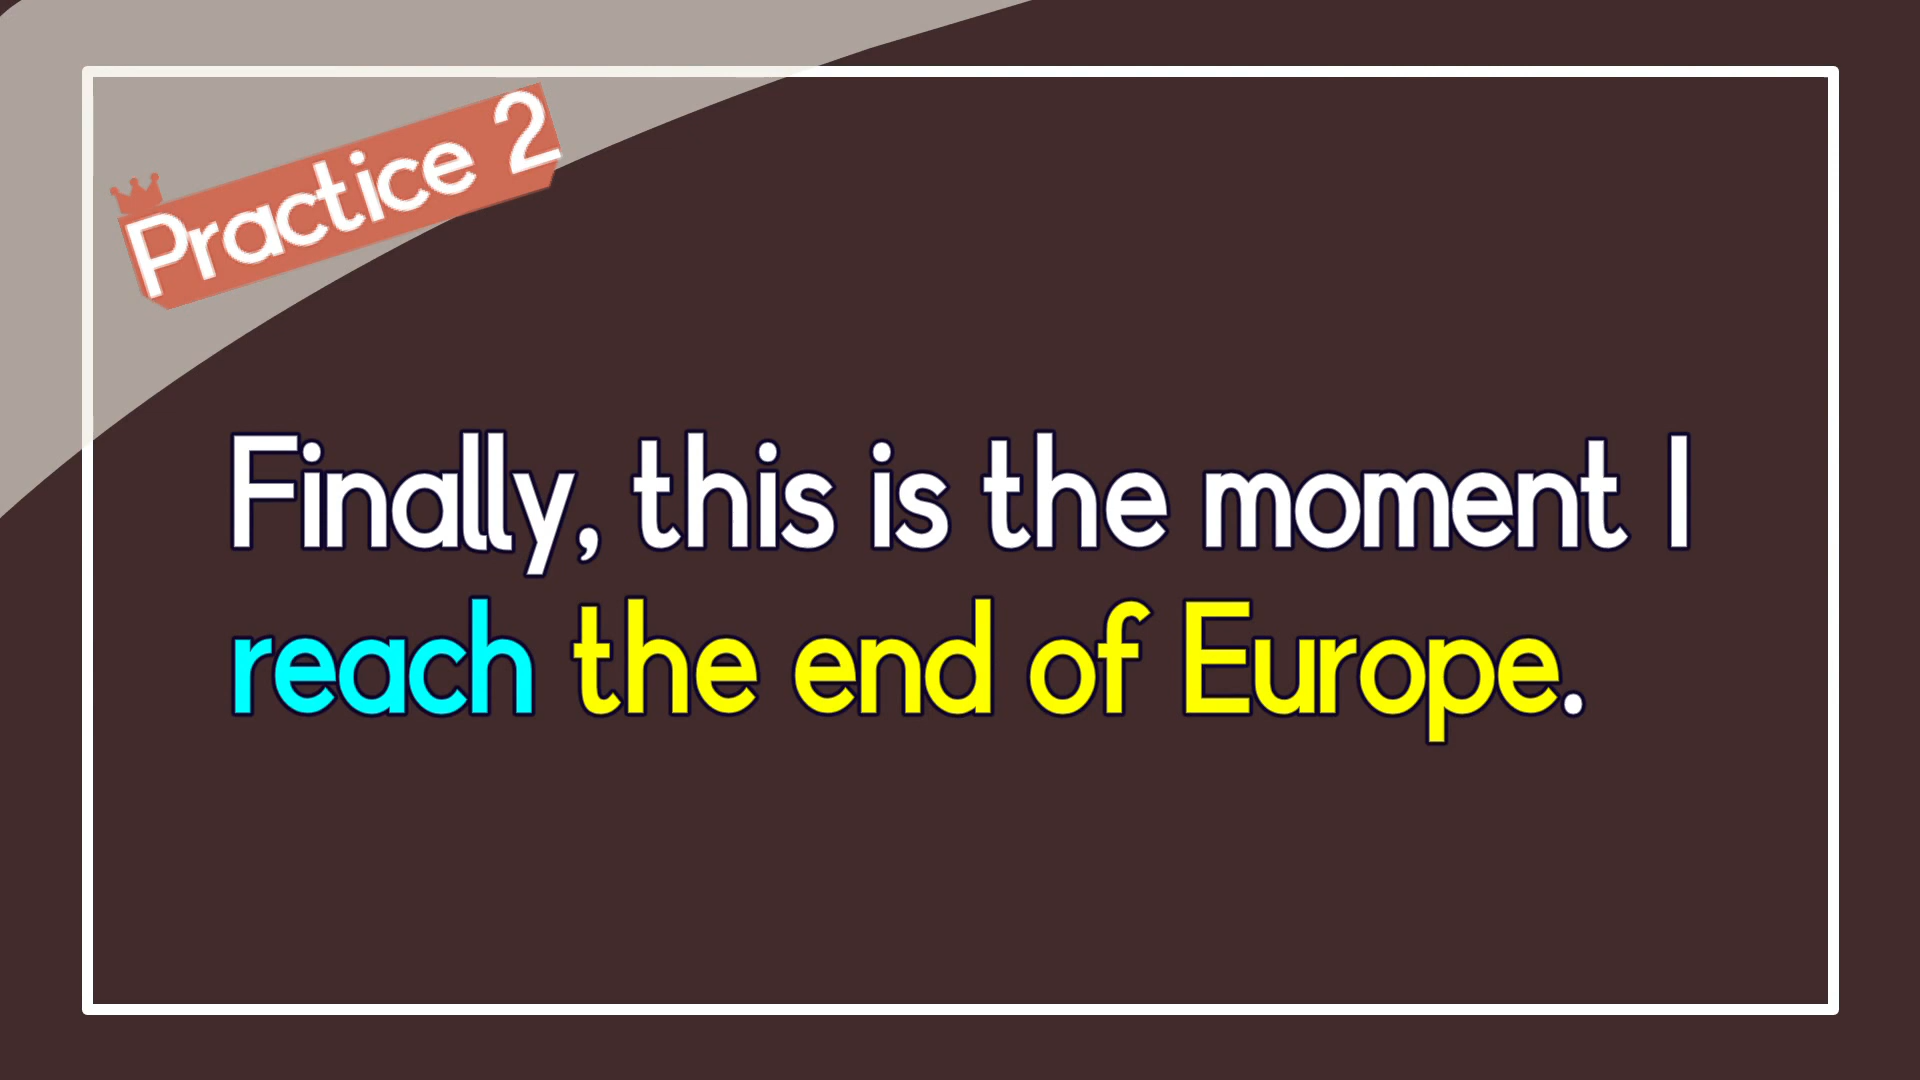 Practice 2
Finally, this is the moment I
reach the end of Europe.